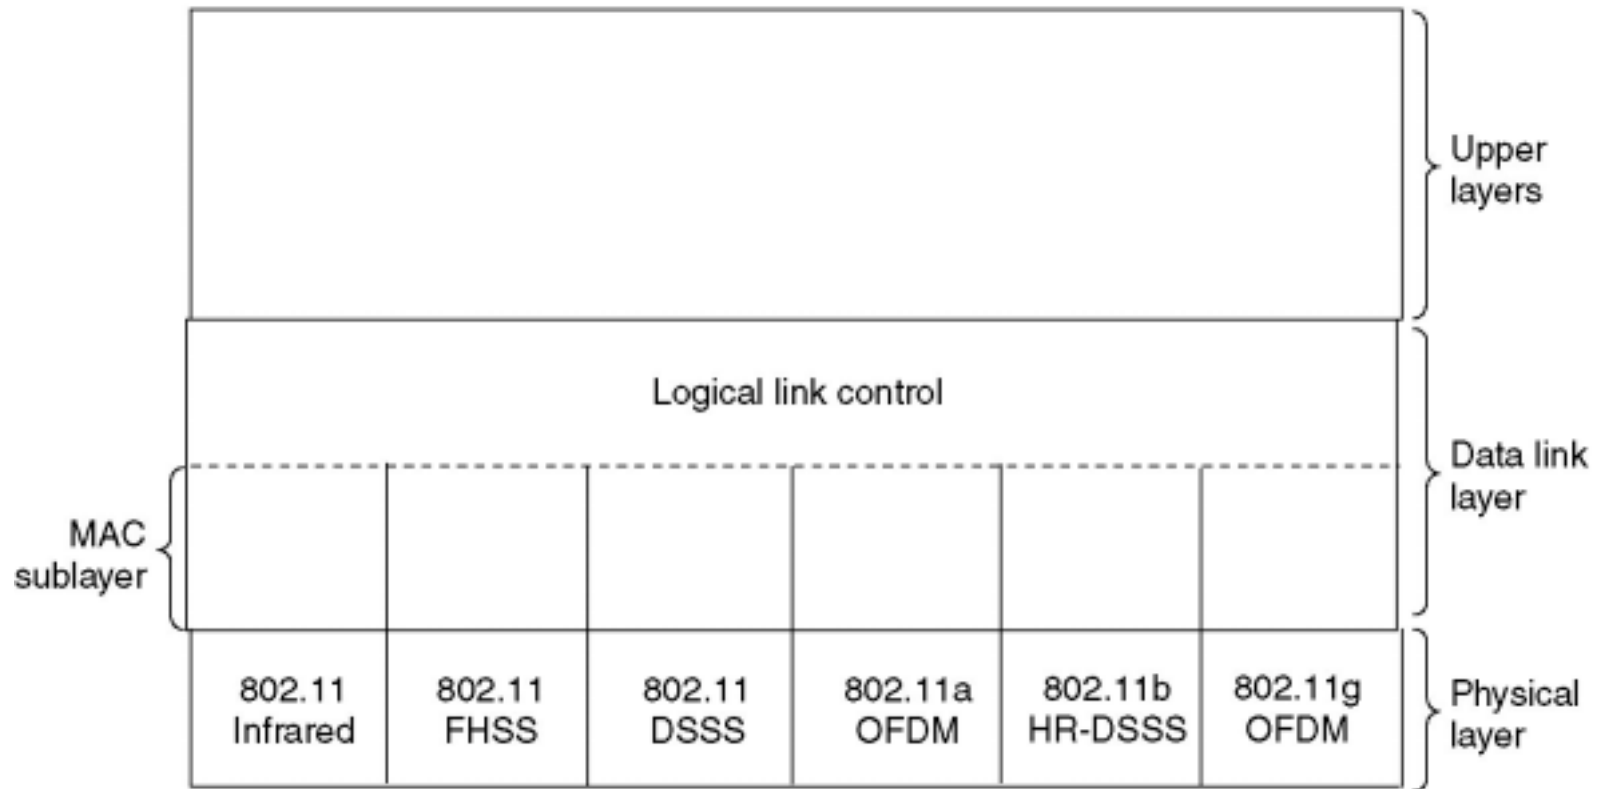 Upper
layers
Logical link control
Data link
layer
MAC
sublayer
802.11
Infrared
802.11
FHSS
802.11
DSSS
802.11a
OFDM
802.11b
HR-DSSS
802.11g
OFDM
Physical
layer